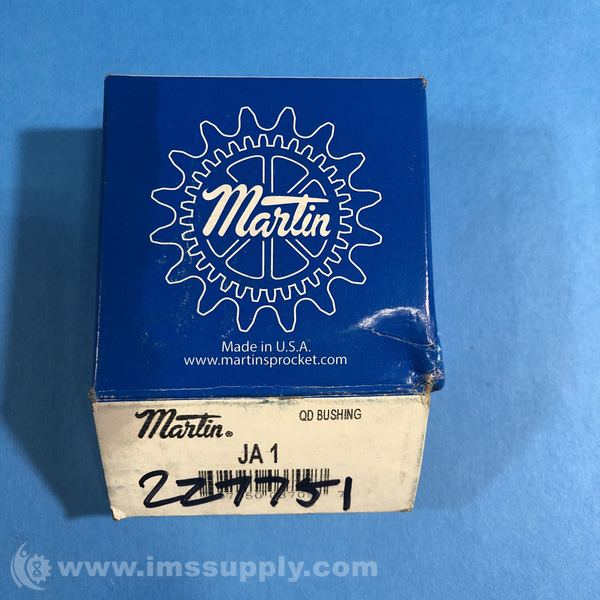 Martin
Made in U.S.A.
www.martinsprocket.com
Martin®
QD BUSHING
JA 1
227751
www.imssupply.com